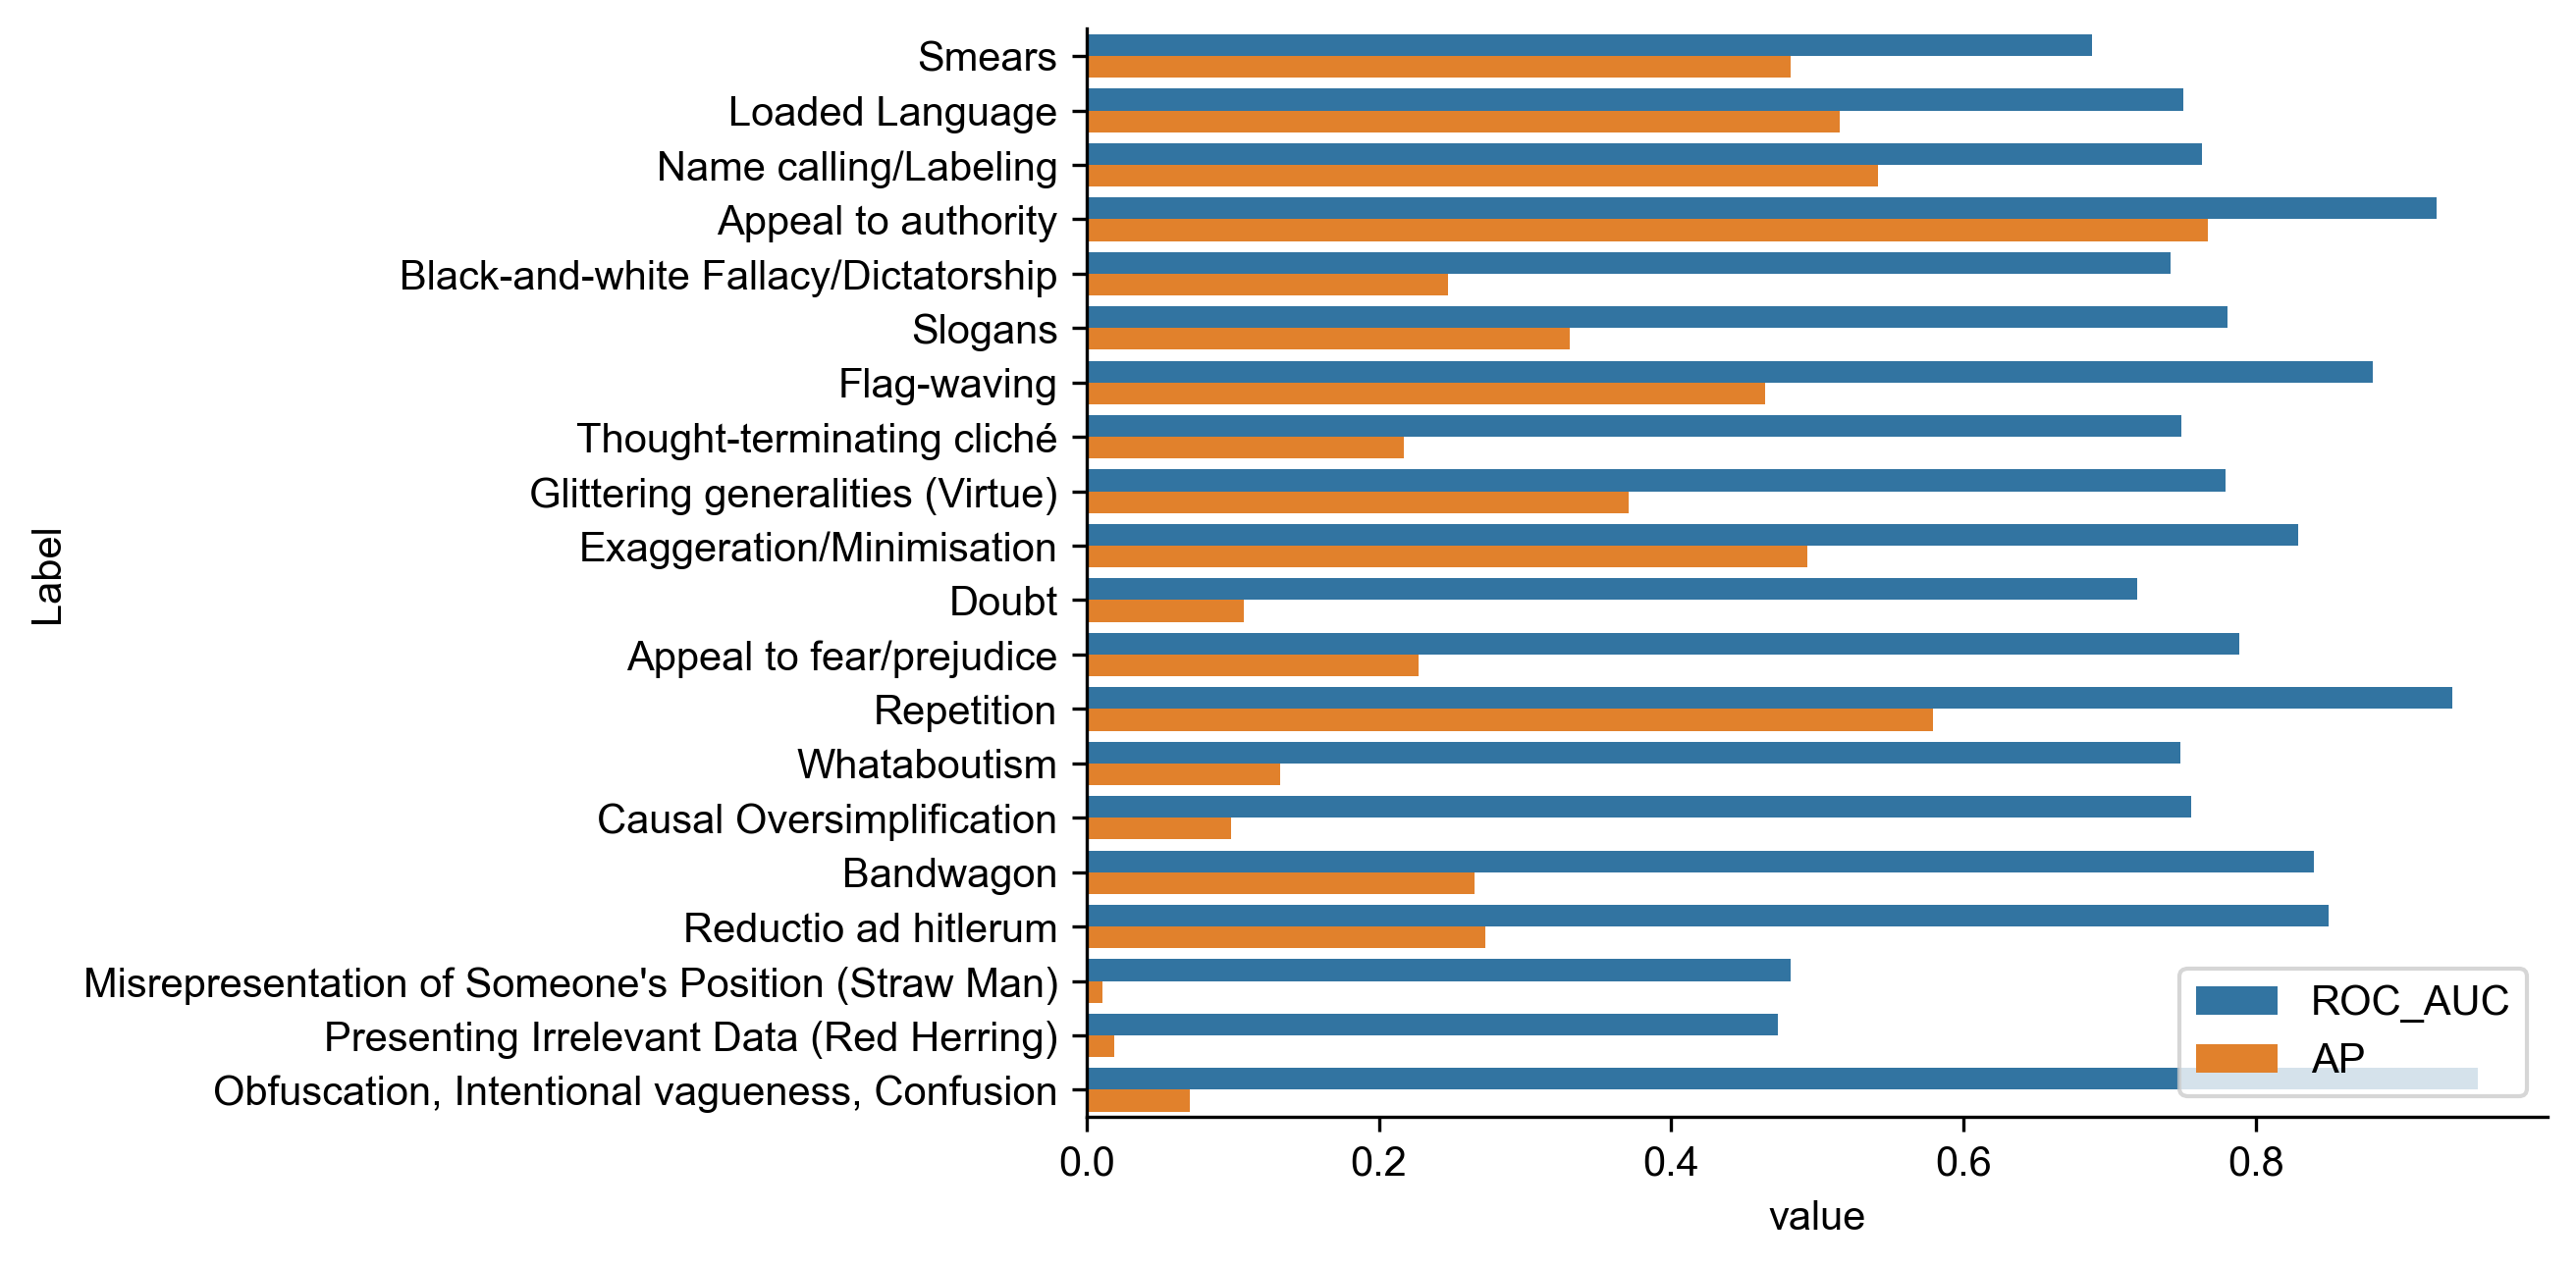 Smears
Loaded Language
Name calling/Labeling
Appeal to authority
Black-and-white Fallacy/Dictatorship
Slogans
Flag-waving
Thought-terminating cliché
Glittering generalities (Virtue)
Exaggeration/Minimisation
Doubt
Appeal to fear/prejudice
Repetition
Whataboutism
Causal Oversimplification
Bandwagon
Reductio ad hitlerum
Misrepresentation of Someone's Position (Straw Man)
Presenting Irrelevant Data (Red Herring)
Obfuscation, Intentional vagueness, Confusion
Label
ROC_AUC
AP
0.0 0.2 0.4 0.6 0.8
value